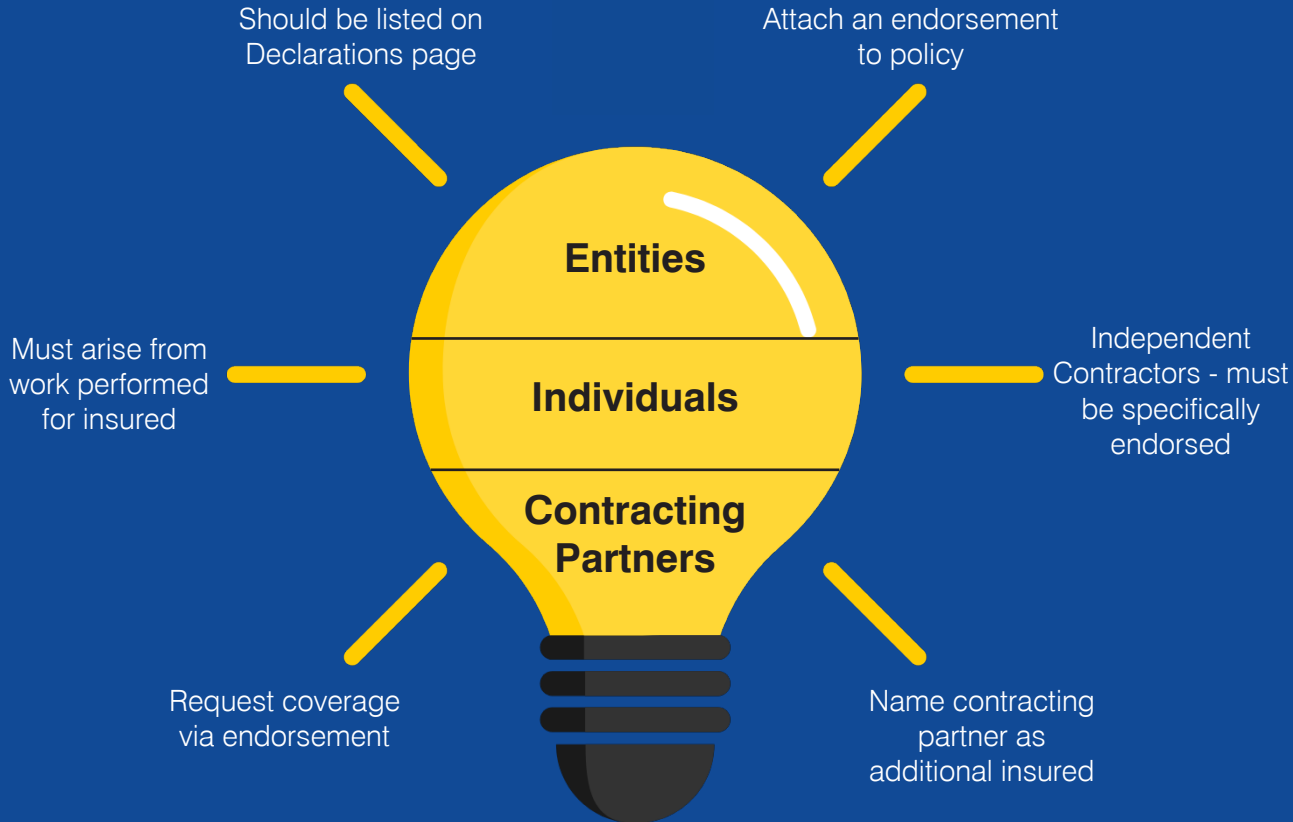 Should be listed on
Declarations page
Attach an endorsement
to policy
Entities
Must arise from
work performed
for insured
Individuals
Independent
Contractors - must
be specifically
endorsed
Contracting
Partners
Request coverage
via endorsement
Name contracting
partner as
additional insured